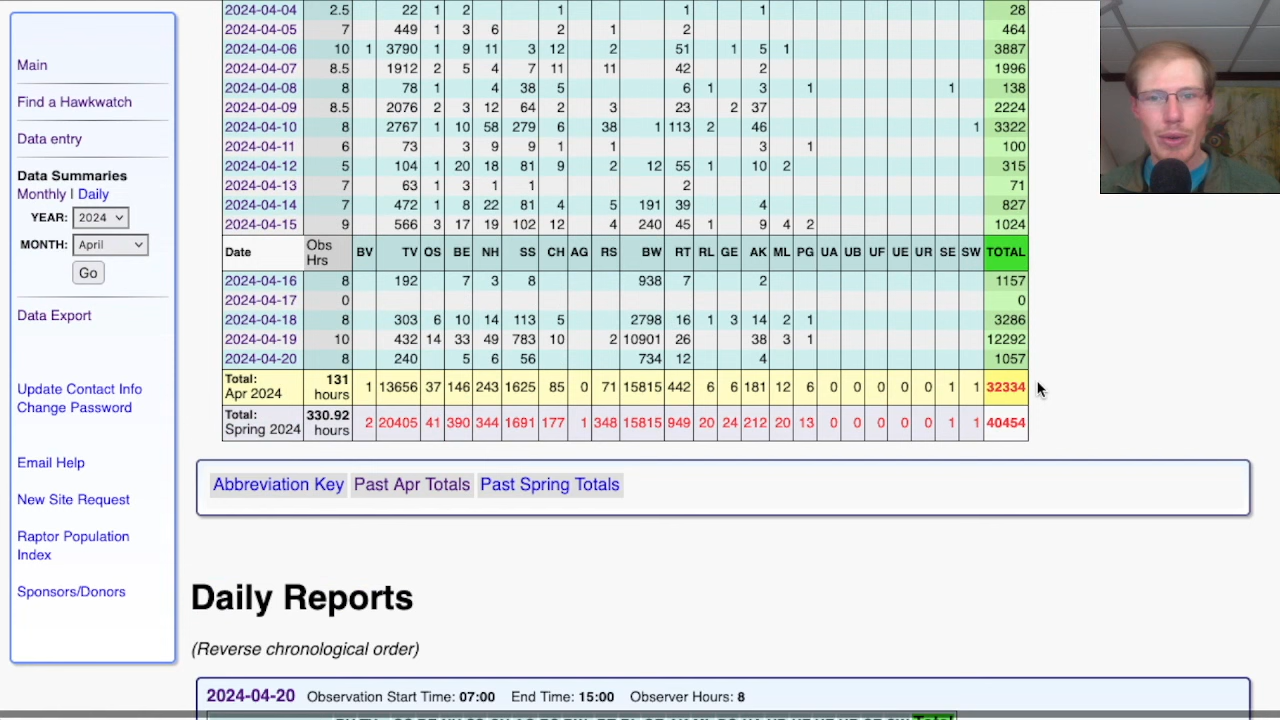 Main
Find a Hawkwatch
Data entry
Data Summaries
Monthly | Daily
YEAR: 2024
MONTH: April
Go
Data Export
Update Contact Info
Change Password
Email Help
New Site Request
Raptor Population
Index
Sponsors/Donors
2024-04-04 2.5 22 1 2 1 1 1 28
2024-04-05 7 449 1 3 6 2 1 2 464
2024-04-06 10 1 3790 1 9 11 3 12 2 51 1 5 1 3887
2024-04-07 8.5 1912 2 5 4 7 11 11 42 2 1996
2024-04-08 8 78 1 4 38 5 6 1 3 1 1 138
2024-04-09 8.5 2076 2 3 12 64 2 3 23 2 37 2224
2024-04-10 8 2767 1 10 58 279 6 38 1 113 2 46 1 3322
2024-04-11 6 73 3 9 9 1 1 3 1 100
2024-04-12 5 104 1 20 18 81 9 2 12 55 1 10 2 315
2024-04-13 7 63 1 3 1 1 2 71
2024-04-14 7 472 1 8 22 81 4 5 191 39 4 827
2024-04-15 9 566 3 17 19 102 12 4 240 45 1 9 4 2 1024
Date Obs Hrs BV TV OS BE NH SS CH AG RS BW RT RL GE AK ML PG UA UB UF UE UR SE SW TOTAL
2024-04-16 8 192 7 3 8 938 7 2 1157
2024-04-17 0 0
2024-04-18 8 303 6 10 14 113 5 2798 16 1 3 14 2 1 3286
2024-04-19 10 432 14 33 49 783 10 2 10901 26 38 3 1 12292
2024-04-20 8 240 5 6 56 734 12 4 1057
Total: Apr 2024 131 hours 1 13656 37 146 243 1625 85 0 71 15815 442 6 6 181 12 6 0 0 0 0 0 1 1 32334
Total: Spring 2024 330.92 hours 2 20405 41 390 344 1691 177 1 348 15815 949 20 24 212 20 13 0 0 0 0 0 1 1 40454
Abbreviation Key Past Apr Totals Past Spring Totals
Daily Reports
(Reverse chronological order)
2024-04-20 Observation Start Time: 07:00 End Time: 15:00 Observer Hours: 8